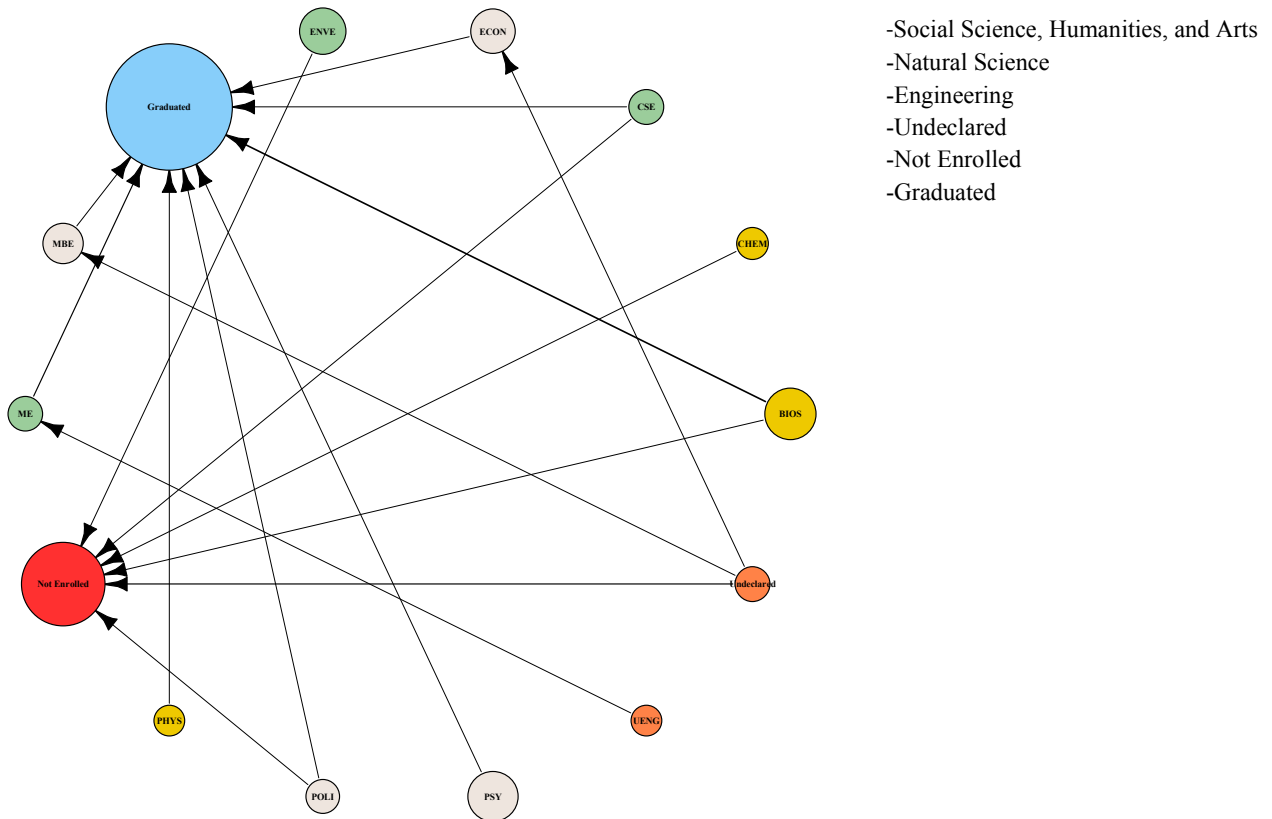 ENVE
ECON
Graduated
CSE
MBE
CHEM
ME
BIOS
Not Enrolled
Undeclared
PHYS
UENG
POLI
PSY
-Social Science, Humanities, and Arts
-Natural Science
-Engineering
-Undeclared
-Not Enrolled
-Graduated